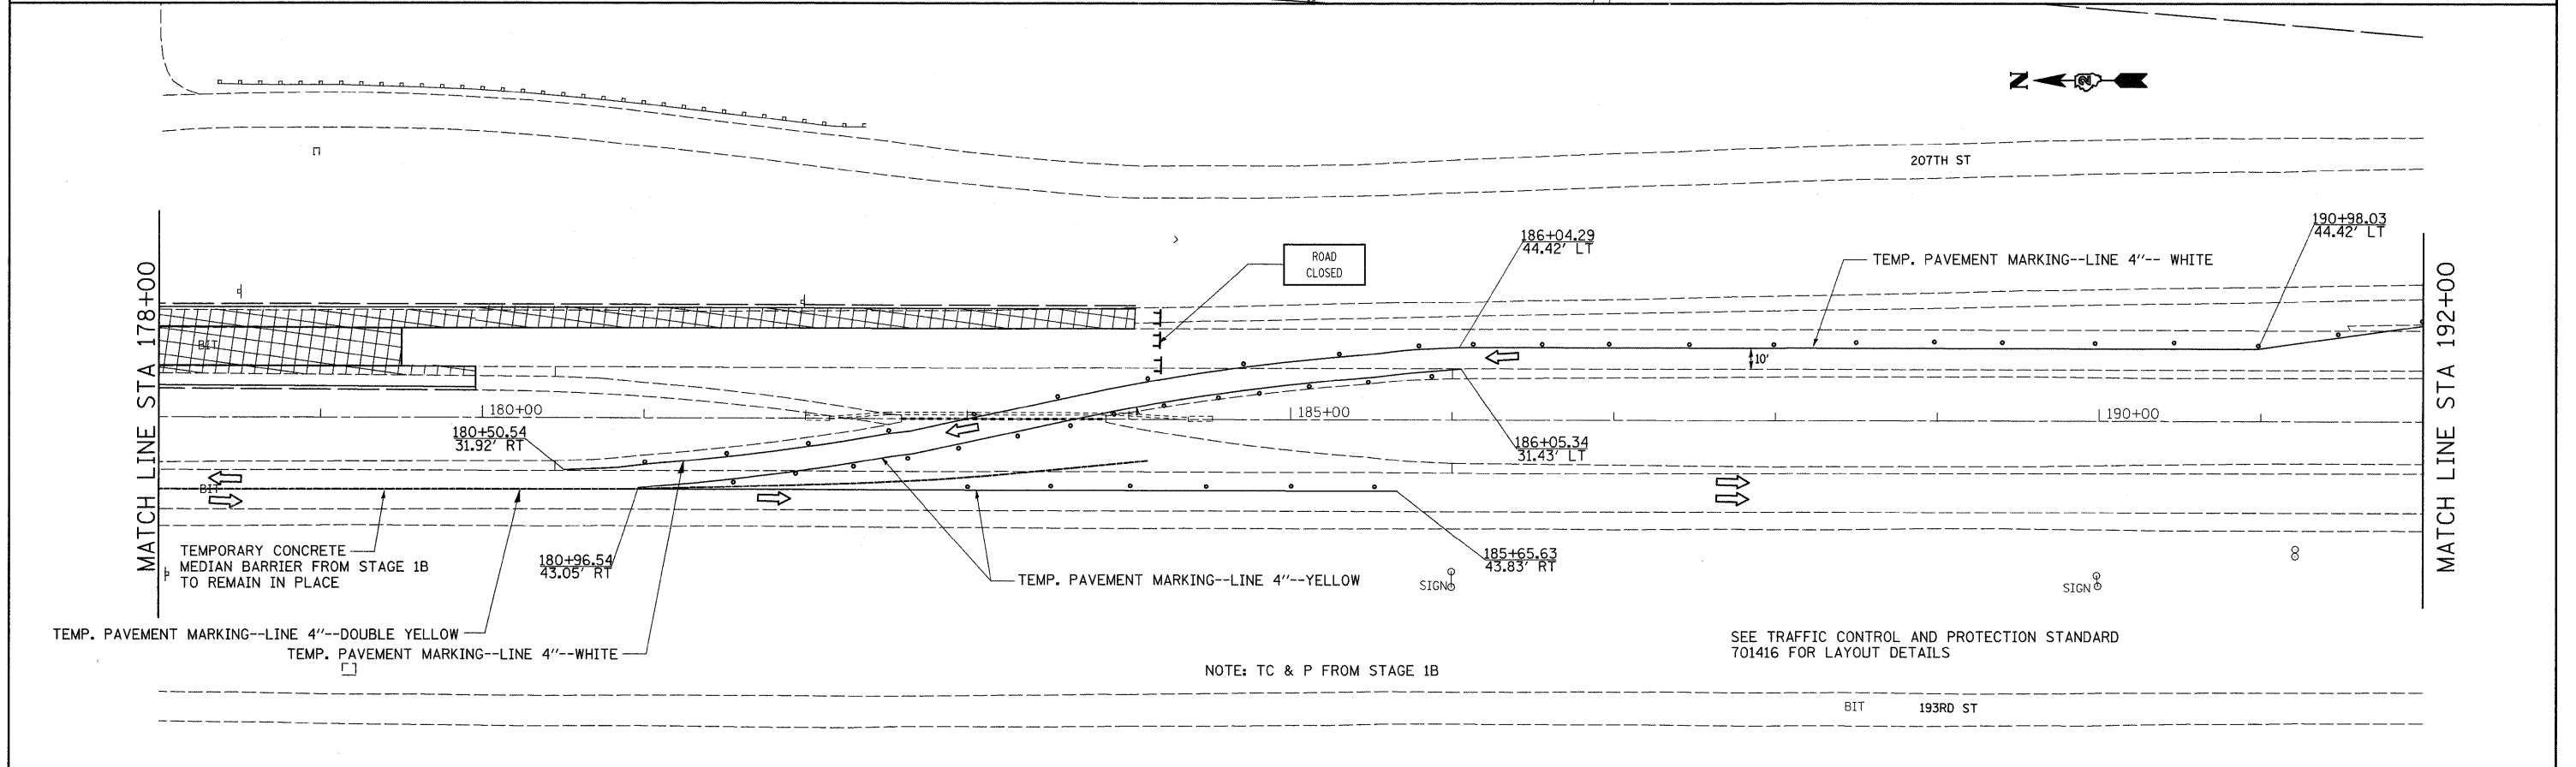 N
207TH ST
190+98.03
44.42' LT
186+04.29
44.42' LT
ROAD
CLOSED
TEMP. PAVEMENT MARKING--LINE 4"-- WHITE
MATCH LINE STA 178+00
MATCH LINE STA 192+00
BIT
10'
180+00
185+00
190+00
180+50.54
31.92' RT
186+05.34
31.43' LT
BIT
TEMPORARY CONCRETE
MEDIAN BARRIER FROM STAGE 1B
TO REMAIN IN PLACE
180+96.54
43.05' RT
185+65.63
43.83' RT
TEMP. PAVEMENT MARKING--LINE 4"--YELLOW
SIGN
SIGN
TEMP. PAVEMENT MARKING--LINE 4"--DOUBLE YELLOW
TEMP. PAVEMENT MARKING--LINE 4"--WHITE
SEE TRAFFIC CONTROL AND PROTECTION STANDARD
701416 FOR LAYOUT DETAILS
NOTE: TC & P FROM STAGE 1B
BIT
193RD ST